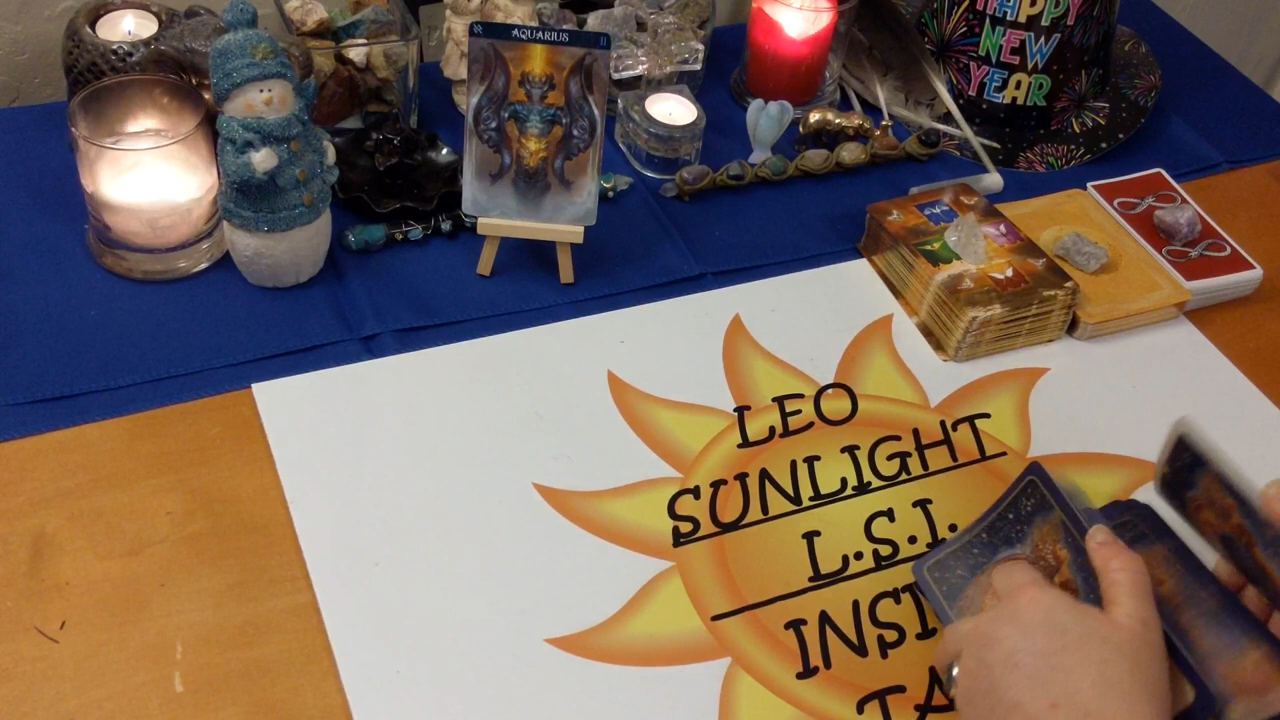 AQUARIUS
HAPPY
NEW
YEAR
LEO
SUNLIGHT
L.S.I.